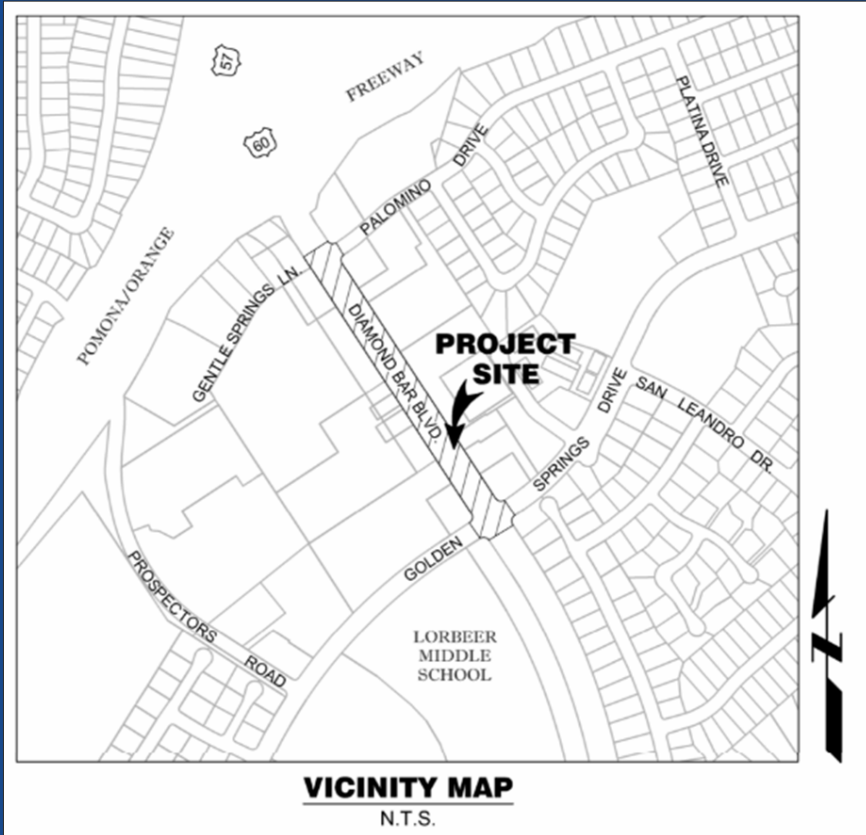 57
FREEWAY
60
PLATINA DRIVE
PALOMINO DRIVE
POMONA/ORANGE
GENTLE SPRINGS LN.
DIAMOND BAR BLVD.
PROJECT
SITE
SAN LEANDRO DR.
GOLDEN SPRINGS DRIVE
PROSPECTORS ROAD
LORBEER
MIDDLE
SCHOOL
N
VICINITY MAP
N.T.S.